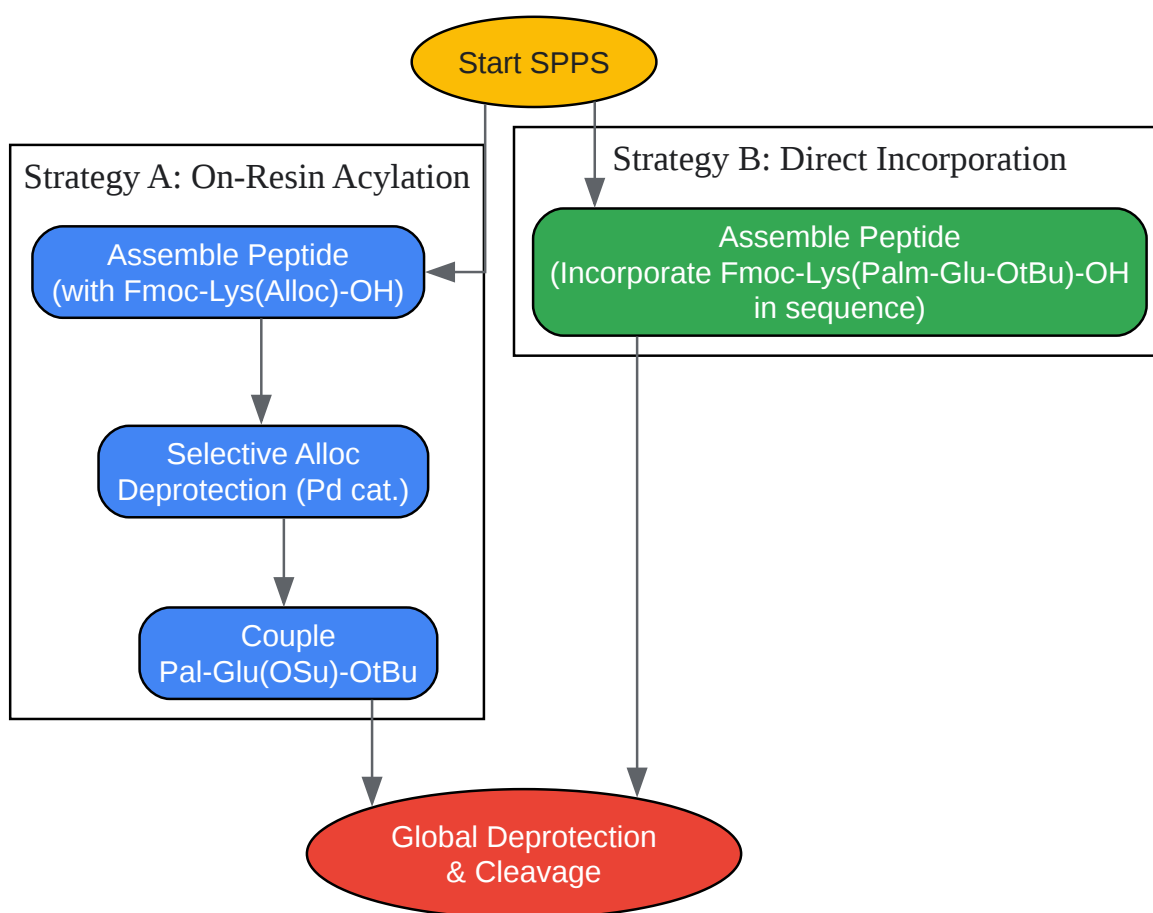 Start SPPS
Strategy A: On-Resin Acylation
Assemble Peptide
(with Fmoc-Lys(Alloc)-OH)
Selective Alloc
Deprotection (Pd cat.)
Couple
Pal-Glu(OSu)-OtBu
Strategy B: Direct Incorporation
Assemble Peptide
(Incorporate Fmoc-Lys(Palm-Glu-OtBu)-OH
in sequence)
Global Deprotection
& Cleavage